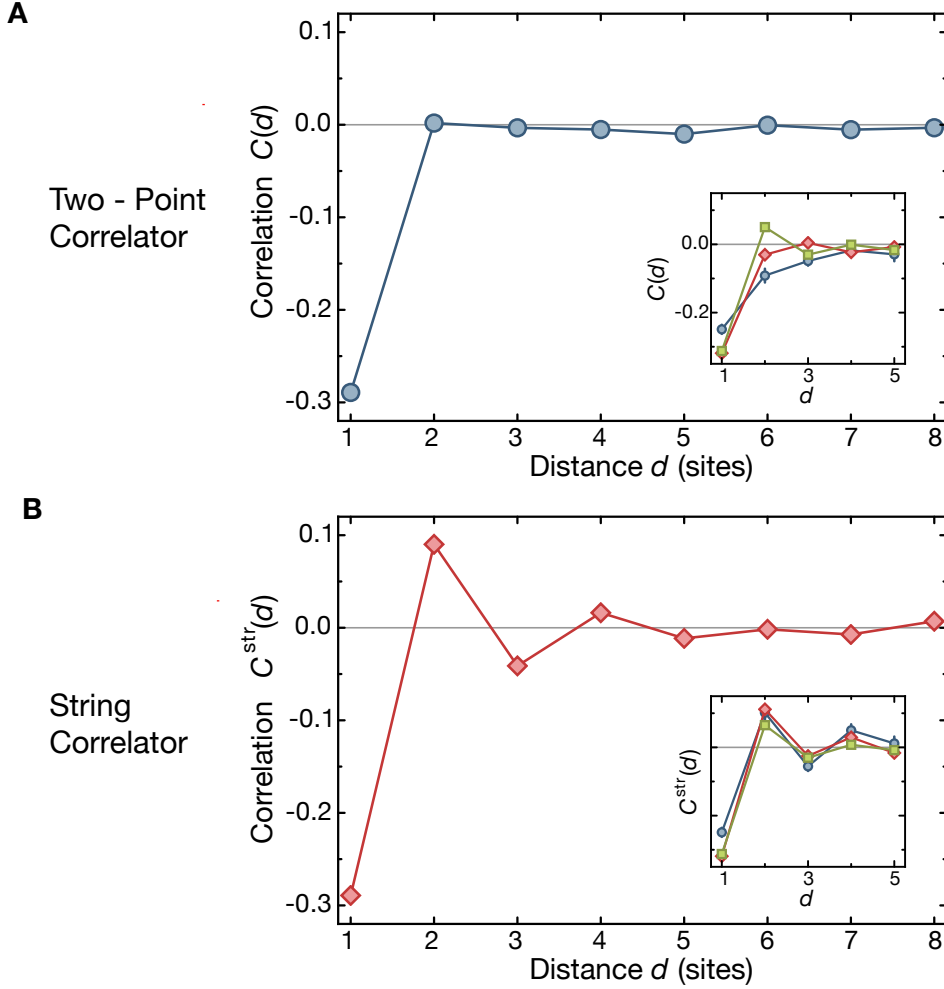 A
Two - Point
Correlator
Correlation C(d)
0.1
0.0
-0.1
-0.2
-0.3
1 2 3 4 5 6 7 8
Distance d (sites)
C(d)
0.0
-0.2
1 3 5
d
B
String
Correlator
Correlation C^str(d)
0.1
0.0
-0.1
-0.2
-0.3
1 2 3 4 5 6 7 8
Distance d (sites)
C^str(d)
1 3 5
d